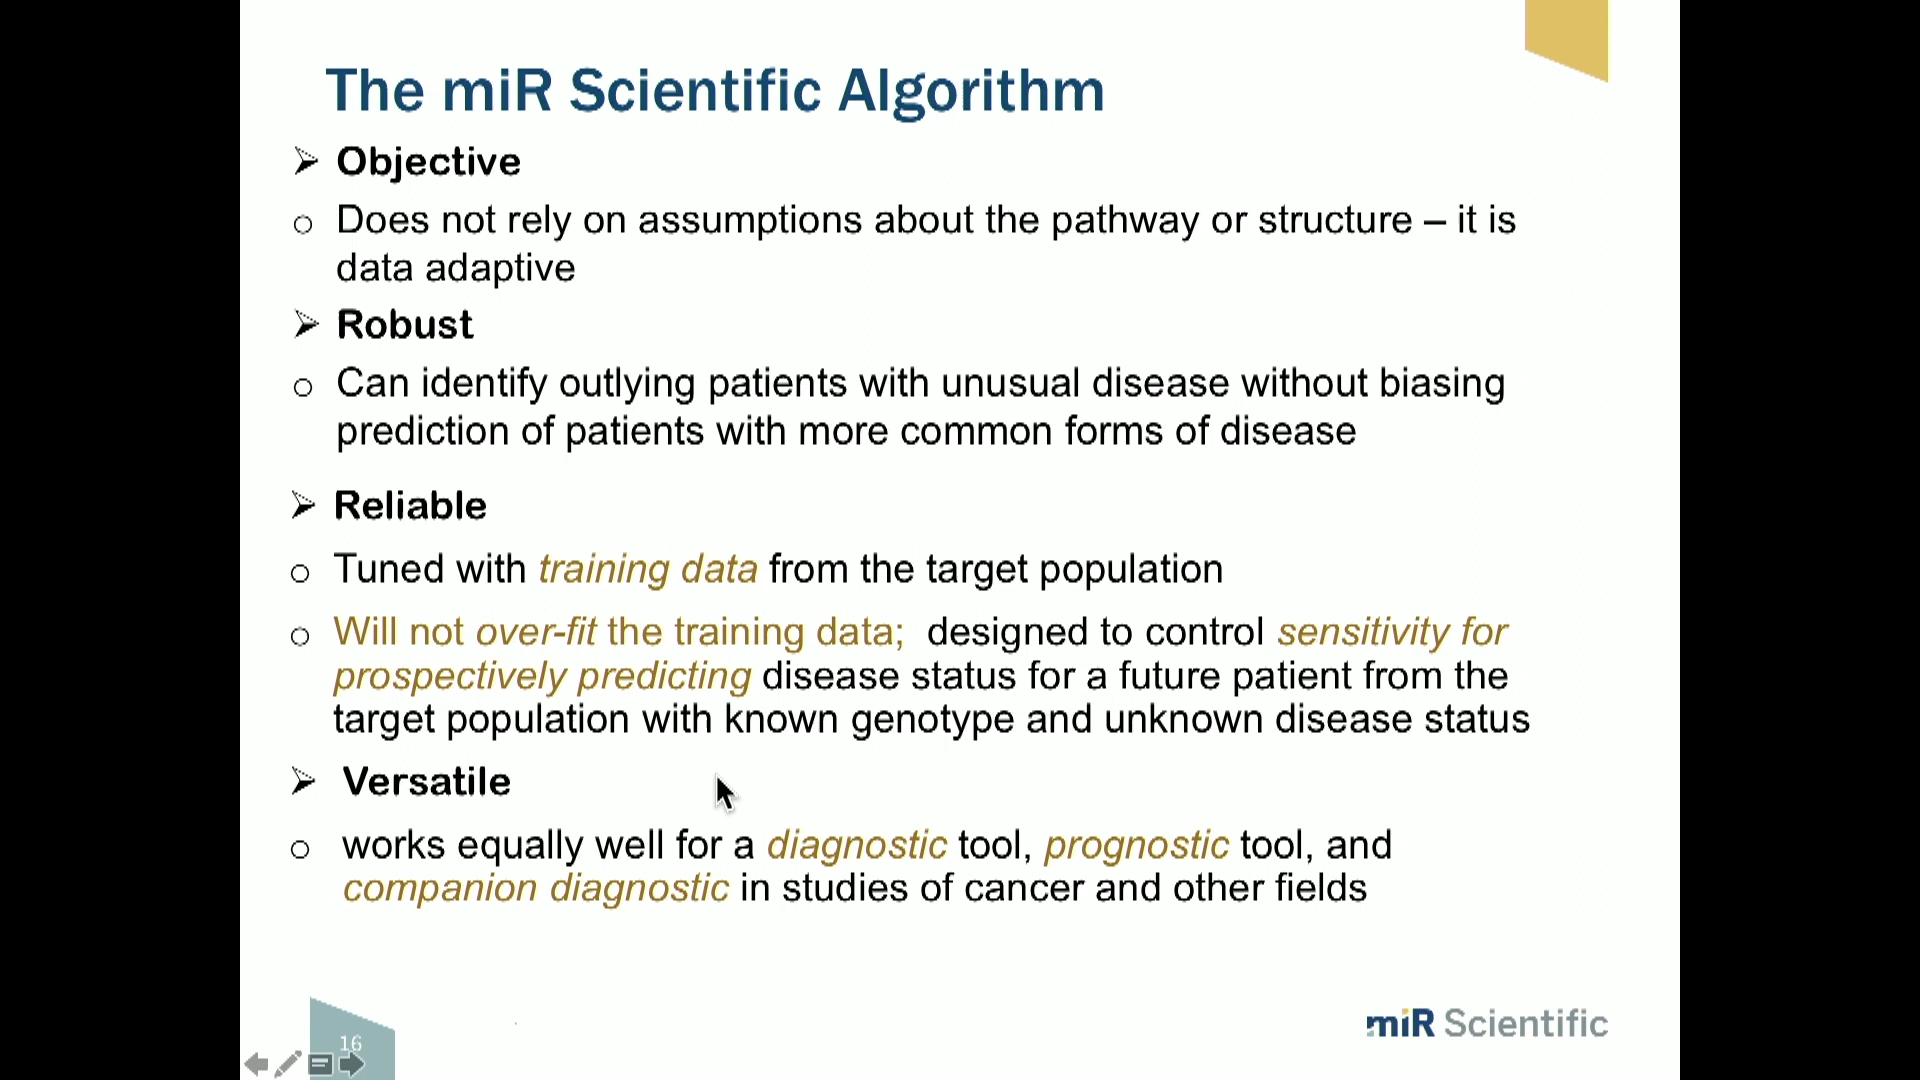 The miR Scientific Algorithm
➢ Objective
o Does not rely on assumptions about the pathway or structure – it is
data adaptive
➢ Robust
o Can identify outlying patients with unusual disease without biasing
prediction of patients with more common forms of disease
➢ Reliable
o Tuned with training data from the target population
o Will not over-fit the training data; designed to control sensitivity for
prospectively predicting disease status for a future patient from the
target population with known genotype and unknown disease status
➢ Versatile
o works equally well for a diagnostic tool, prognostic tool, and
companion diagnostic in studies of cancer and other fields
16
miR Scientific